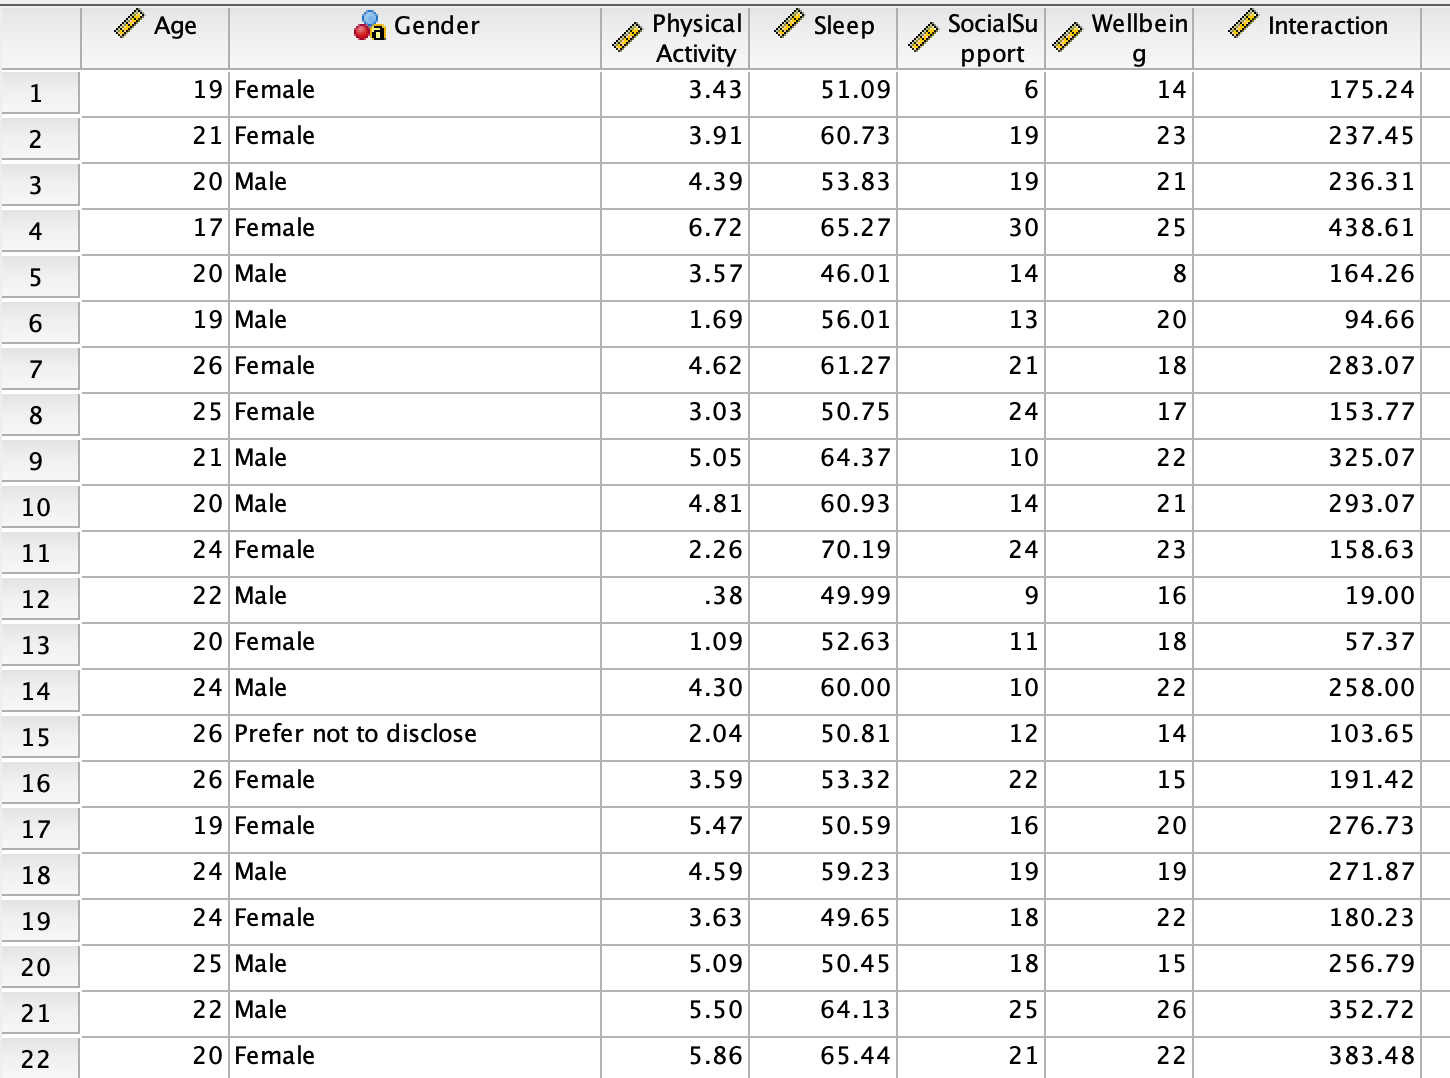 Age Gender Physical Activity Sleep SocialSu pport Wellbein g Interaction
1 19 Female 3.43 51.09 6 14 175.24
2 21 Female 3.91 60.73 19 23 237.45
3 20 Male 4.39 53.83 19 21 236.31
4 17 Female 6.72 65.27 30 25 438.61
5 20 Male 3.57 46.01 14 8 164.26
6 19 Male 1.69 56.01 13 20 94.66
7 26 Female 4.62 61.27 21 18 283.07
8 25 Female 3.03 50.75 24 17 153.77
9 21 Male 5.05 64.37 10 22 325.07
10 20 Male 4.81 60.93 14 21 293.07
11 24 Female 2.26 70.19 24 23 158.63
12 22 Male .38 49.99 9 16 19.00
13 20 Female 1.09 52.63 11 18 57.37
14 24 Male 4.30 60.00 10 22 258.00
15 26 Prefer not to disclose 2.04 50.81 12 14 103.65
16 26 Female 3.59 53.32 22 15 191.42
17 19 Female 5.47 50.59 16 20 276.73
18 24 Male 4.59 59.23 19 19 271.87
19 24 Female 3.63 49.65 18 22 180.23
20 25 Male 5.09 50.45 18 15 256.79
21 22 Male 5.50 64.13 25 26 352.72
22 20 Female 5.86 65.44 21 22 383.48